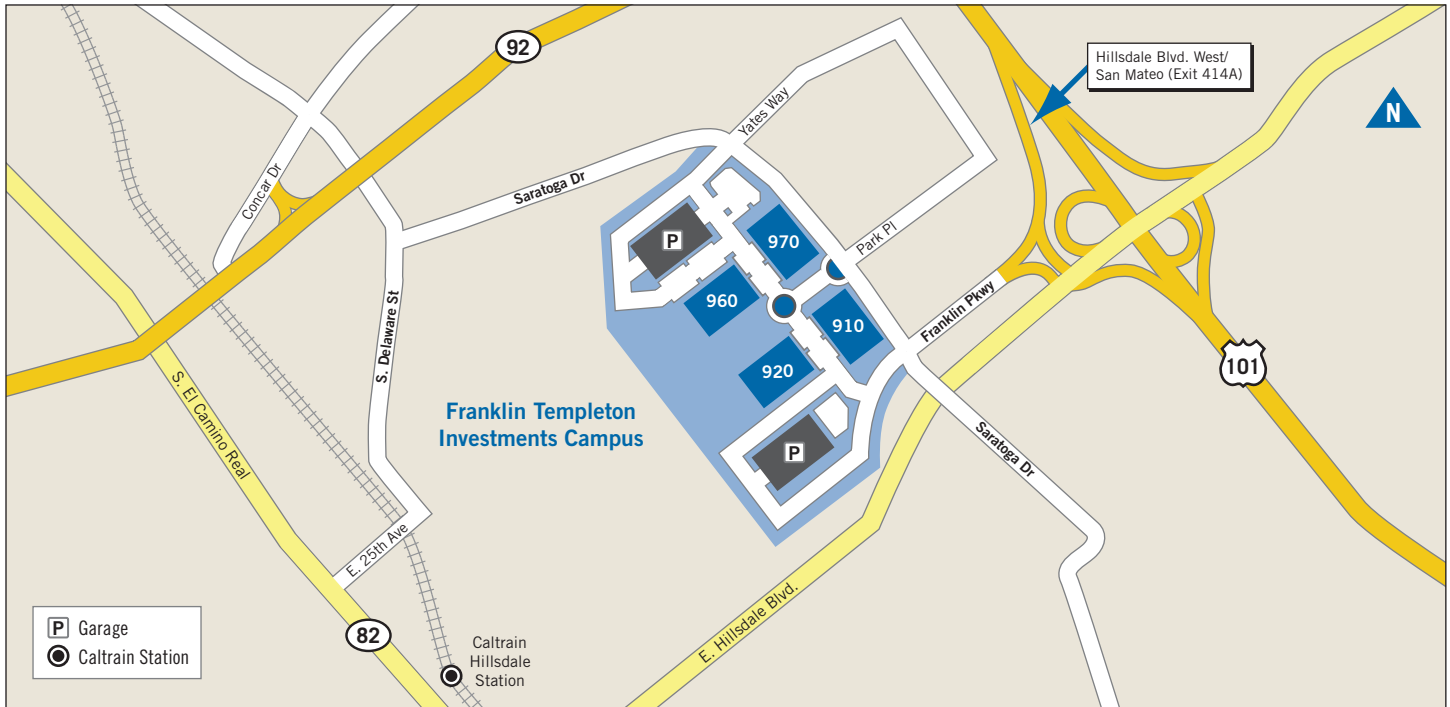 92
Hillsdale Blvd. West/
San Mateo (Exit 414A)
N
Yates Way
Concar Dr
Saratoga Dr
P
970
Park Pl
960
910
Franklin Pkwy
S. Delaware St
920
101
S. El Camino Real
Franklin Templeton
Investments Campus
P
Saratoga Dr
E. 25th Ave
E. Hillsdale Blvd.
P Garage
Caltrain Station
82
Caltrain
Hillsdale
Station